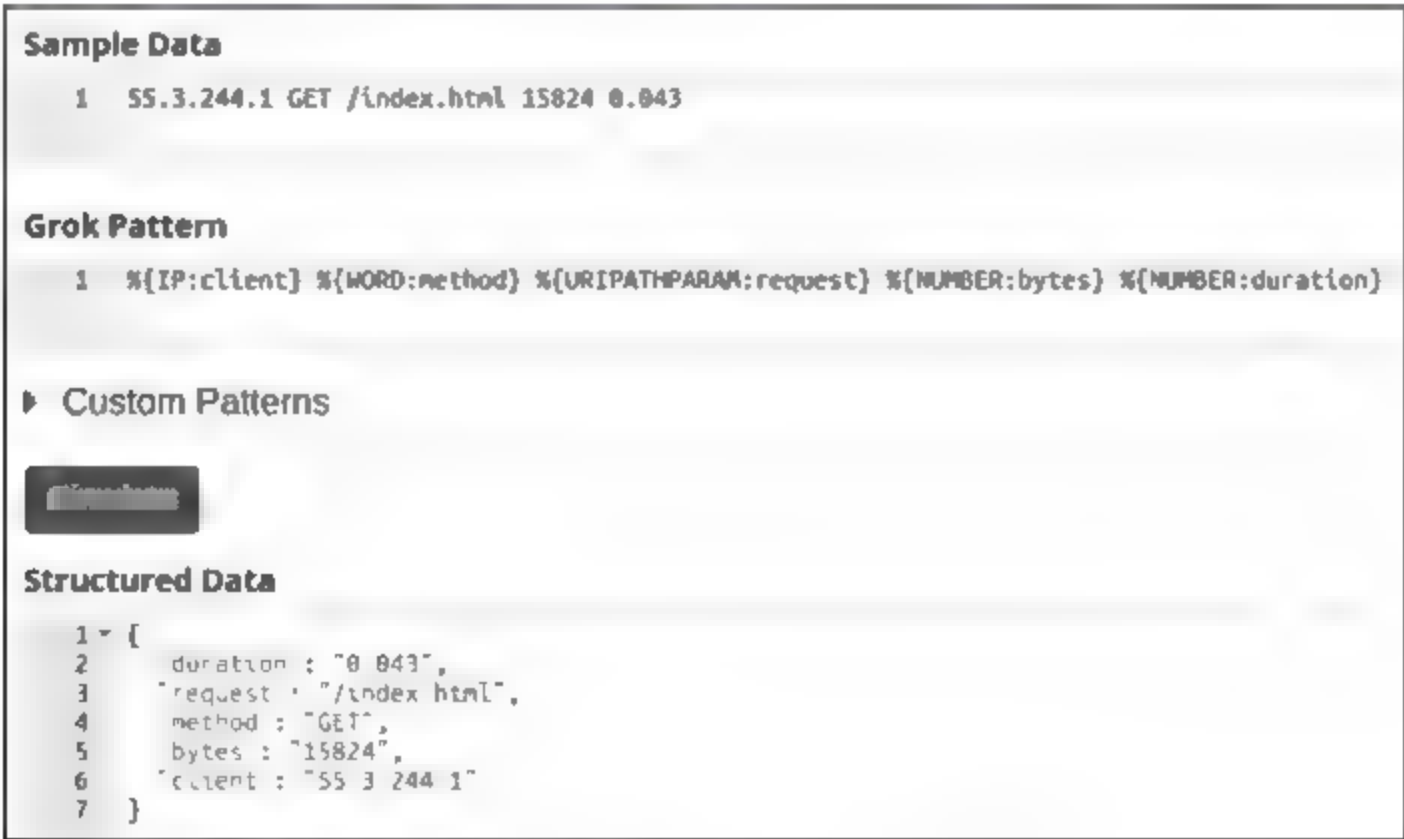 Sample Data
1 55.3.244.1 GET /index.html 15824 0.043
Grok Pattern
1 %{IP:client} %{WORD:method} %{URIPATHPARAM:request} %{NUMBER:bytes} %{NUMBER:duration}
Custom Patterns
Structured Data
1 {
2 "duration": "0.043",
3 "request": "/index.html",
4 "method": "GET",
5 "bytes": "15824",
6 "client": "55.3.244.1"
7 }